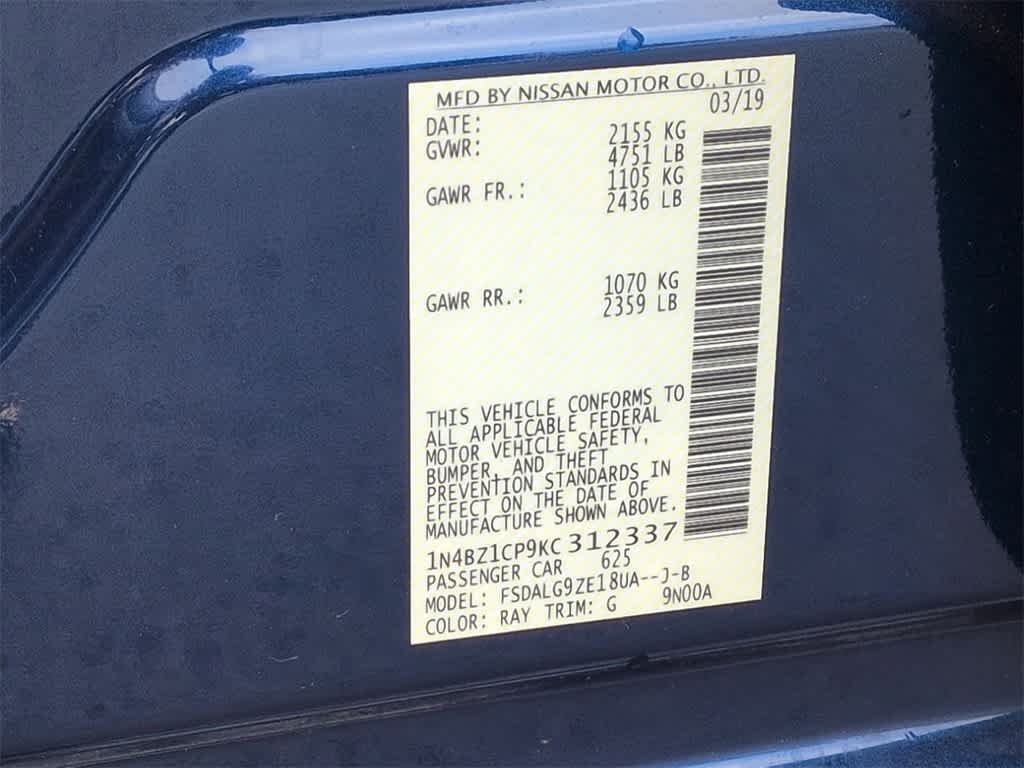 MFD BY NISSAN MOTOR CO., LTD.
DATE: 03/19
GVWR: 2155 KG
4751 LB
GAWR FR.: 1105 KG
2436 LB
GAWR RR.: 1070 KG
2359 LB
THIS VEHICLE CONFORMS TO
ALL APPLICABLE FEDERAL
MOTOR VEHICLE SAFETY,
BUMPER, AND THEFT
PREVENTION STANDARDS IN
EFFECT ON THE DATE OF
MANUFACTURE SHOWN ABOVE.
1N4BZ1CP9KC312337
PASSENGER CAR 625
MODEL: FSDALG9ZE18UA--J-B
COLOR: RAY TRIM: G 9N00A